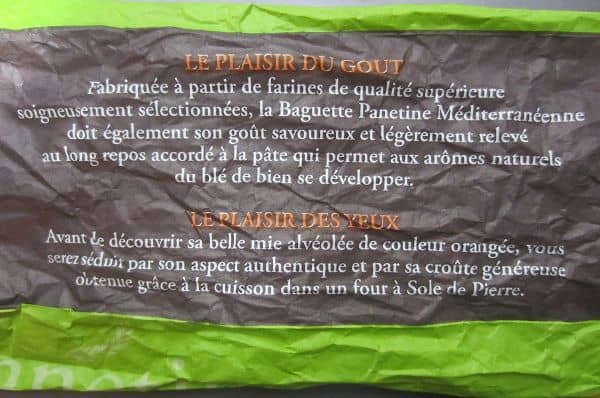 LE PLAISIR DU GOUT
Fabriquée à partir de farines de qualité supérieure
soigneusement sélectionnées, la Baguette Panetine Méditerranéenne
doit également son goût savoureux et légèrement relevé
au long repos accordé à la pâte qui permet aux arômes naturels
du blé de bien se développer.
LE PLAISIR DES YEUX
Avant de découvrir sa belle mie alvéolée de couleur orangée, vous
serez séduit par son aspect authentique et par sa croûte généreuse
obtenue grâce à la cuisson dans un four à Sole de Pierre.